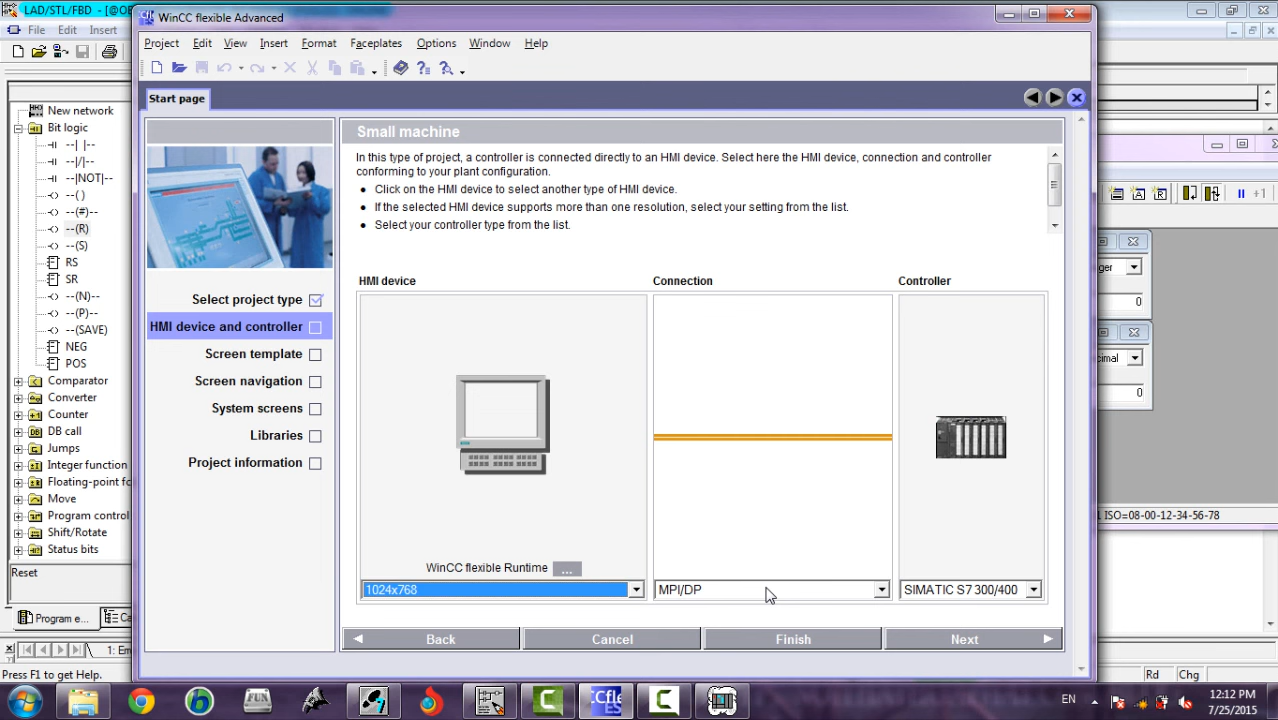 LAD/STL/FBD - [@OB
File Edit Insert
New network
Bit logic
--| |--
--|/|--
--|NOT|--
--( )
--(#)--
--(R)
--(S)
RS
SR
--(N)--
--(P)--
--(SAVE)
NEG
POS
Comparator
Converter
Counter
DB call
Jumps
Integer function
Floating-point fo
Move
Program control
Shift/Rotate
Status bits
Reset
Program e...
Ca
1: Err
Press F1 to get Help.
WinCC flexible Advanced
Project Edit View Insert Format Faceplates Options Window Help
Start page
Select project type
HMI device and controller
Screen template
Screen navigation
System screens
Libraries
Project information
Small machine
In this type of project, a controller is connected directly to an HMI device. Select here the HMI device, connection and controller
conforming to your plant configuration.
Click on the HMI device to select another type of HMI device.
If the selected HMI device supports more than one resolution, select your setting from the list.
Select your controller type from the list.
HMI device Connection Controller
WinCC flexible Runtime ...
1024x768 MPI/DP SIMATIC S7 300/400
Back Cancel Finish Next
+1
ger
0
imal
0
1 ISO=08-00-12-34-56-78
Rd Chg
FUN
EN
12:12 PM
7/25/2015